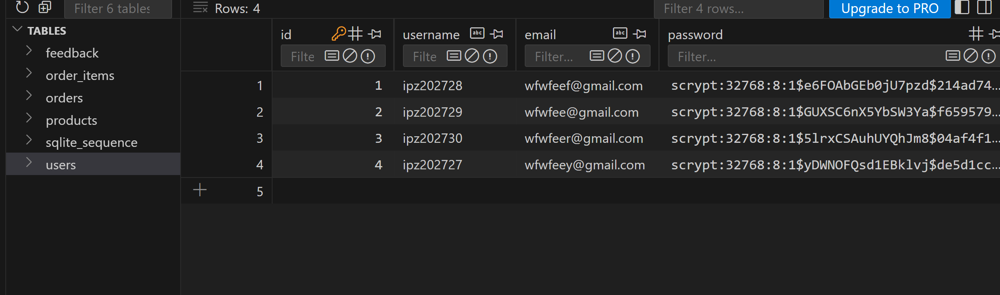 Filter 6 tables
Rows: 4
Filter 4 rows...
Upgrade to PRO
TABLES
feedback
order_items
orders
products
sqlite_sequence
users
id username abc email abc password
Filte Filte Filter... Filter...
1 1 ipz202728 wfwfeef@gmail.com scrypt:32768:8:1$e6FOAbGEb0jU7pzd$214ad74...
2 2 ipz202729 wfwfee@gmail.com scrypt:32768:8:1$GUXSC6nX5YbSW3Ya$f659579...
3 3 ipz202730 wfwfeer@gmail.com scrypt:32768:8:1$5lrxCSAuhUYQhJm8$04af4f1...
4 4 ipz202727 wfwfeey@gmail.com scrypt:32768:8:1$yDWNOFQsd1EBklvj$de5d1cc...
5